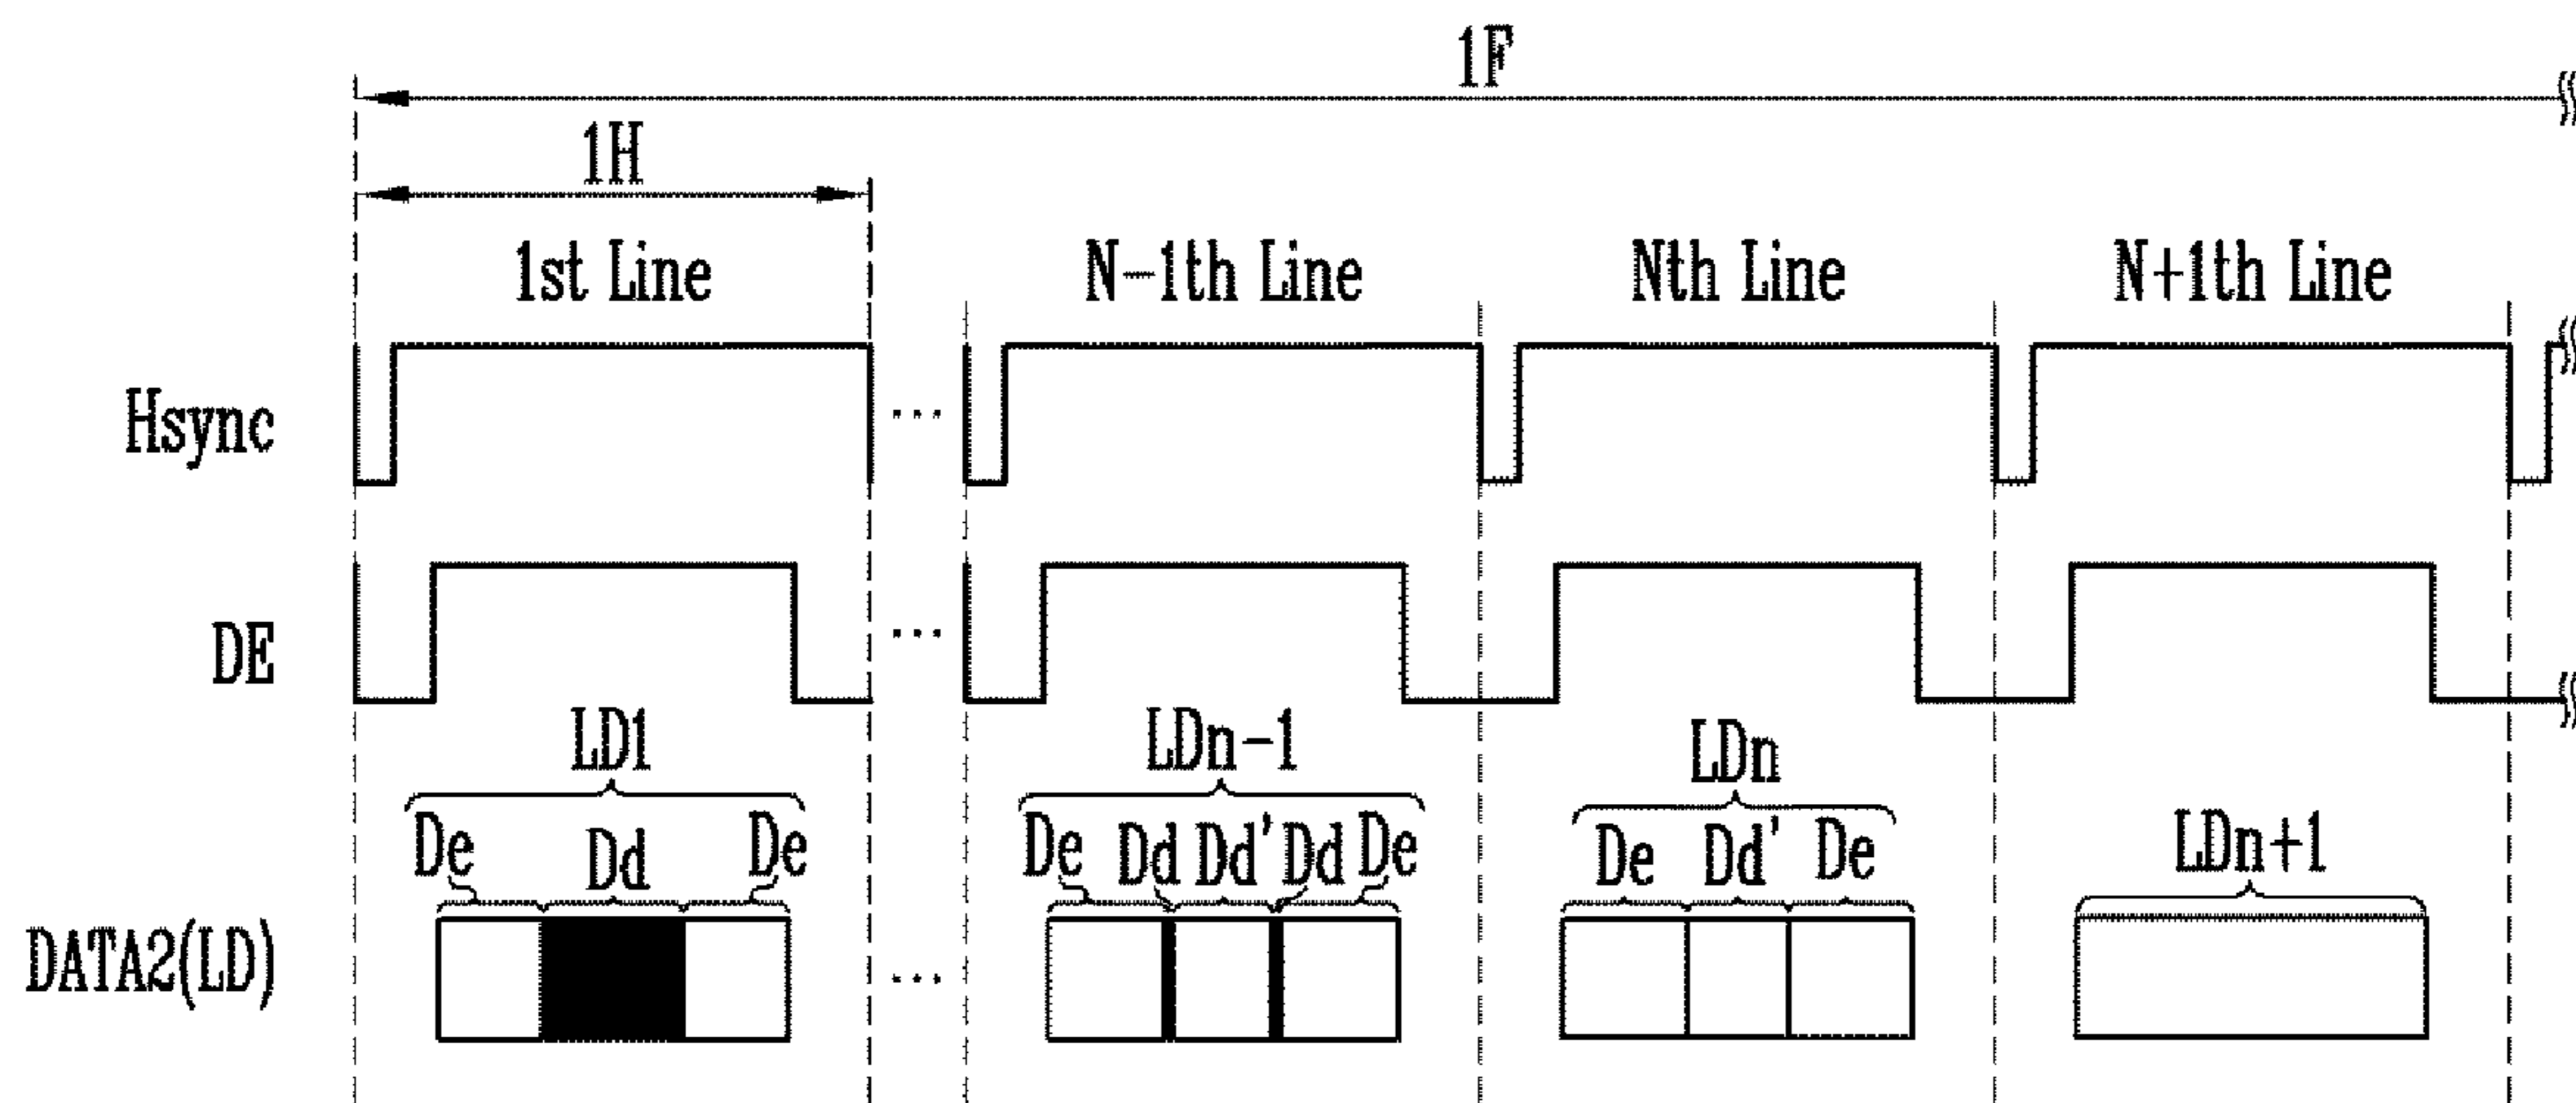 1F
1H
1st Line N-1th Line Nth Line N+1th Line
Hsync ...
DE ...
LD1 LDn-1 LDn LDn+1
De Dd De De Dd Dd' Dd De De Dd' De
DATA2(LD) ...